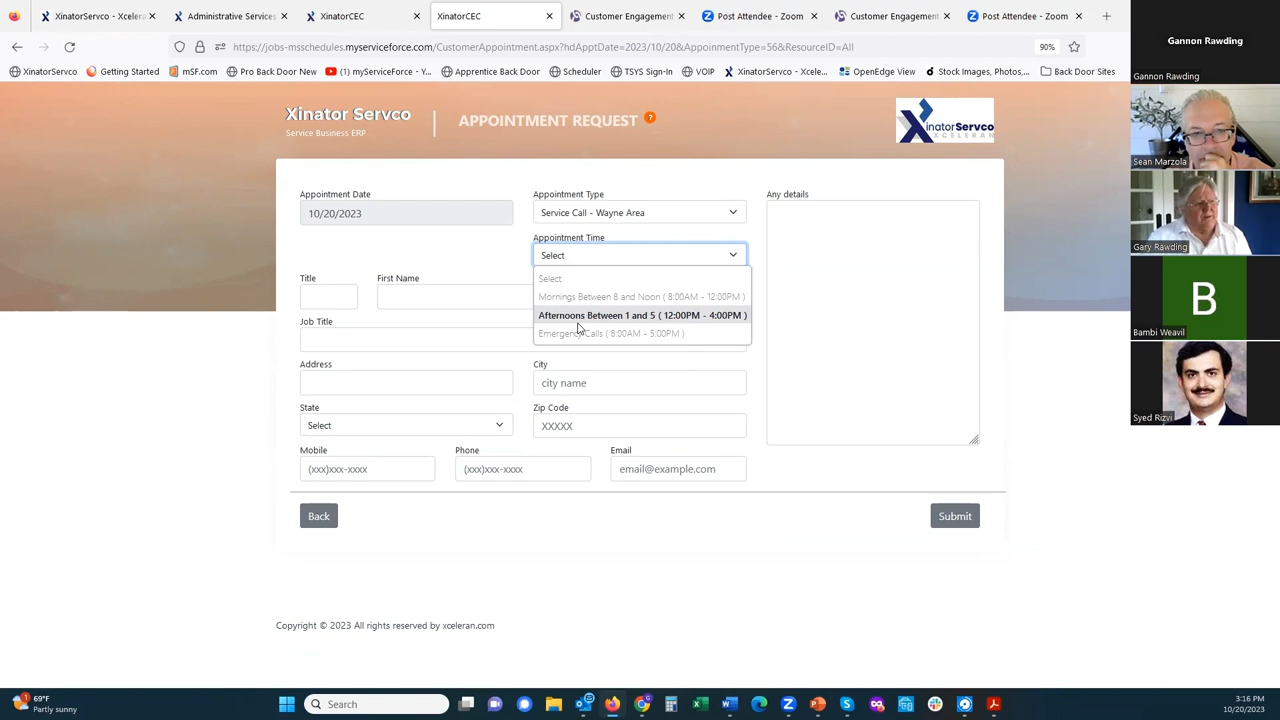 XinatorServco - Xcelera
Administrative Services
XinatorCEC
XinatorCEC
Customer Engagement
Post Attendee - Zoom
Customer Engagement
Post Attendee - Zoom
https://jobs-msschedules.myserviceforce.com/CustomerAppointment.aspx?hdApptDate=2023/10/20&AppointmentType=56&ResourceID=All
90%
XinatorServco
Getting Started
mSF.com
Pro Back Door New
(1) myServiceForce - Y...
Apprentice Back Door
Scheduler
TSYS Sign-In
VOIP
XinatorServco - Xcele...
OpenEdge View
Stock Images, Photos,...
Back Door Sites
Xinator Servco
Service Business ERP
APPOINTMENT REQUEST ?
XinatorServco
XCELERAN
Appointment Date
10/20/2023
Appointment Type
Service Call - Wayne Area
Appointment Time
Select
Select
Mornings Between 8 and Noon ( 8:00AM - 12:00PM )
Afternoons Between 1 and 5 ( 12:00PM - 4:00PM )
Emergency Calls ( 8:00AM - 5:00PM )
Any details
Title
First Name
Job Title
Address
City
city name
State
Select
Zip Code
XXXXX
Mobile
(xxx)xxx-xxxx
Phone
(xxx)xxx-xxxx
Email
email@example.com
Back
Submit
Copyright © 2023 All rights reserved by xceleran.com
Gannon Rawding
Gannon Rawding
Sean Marzola
Gary Rawding
B
Bambi Weavil
Syed Rizvi
1
69°F
Partly sunny
Search
3:16 PM
10/20/2023